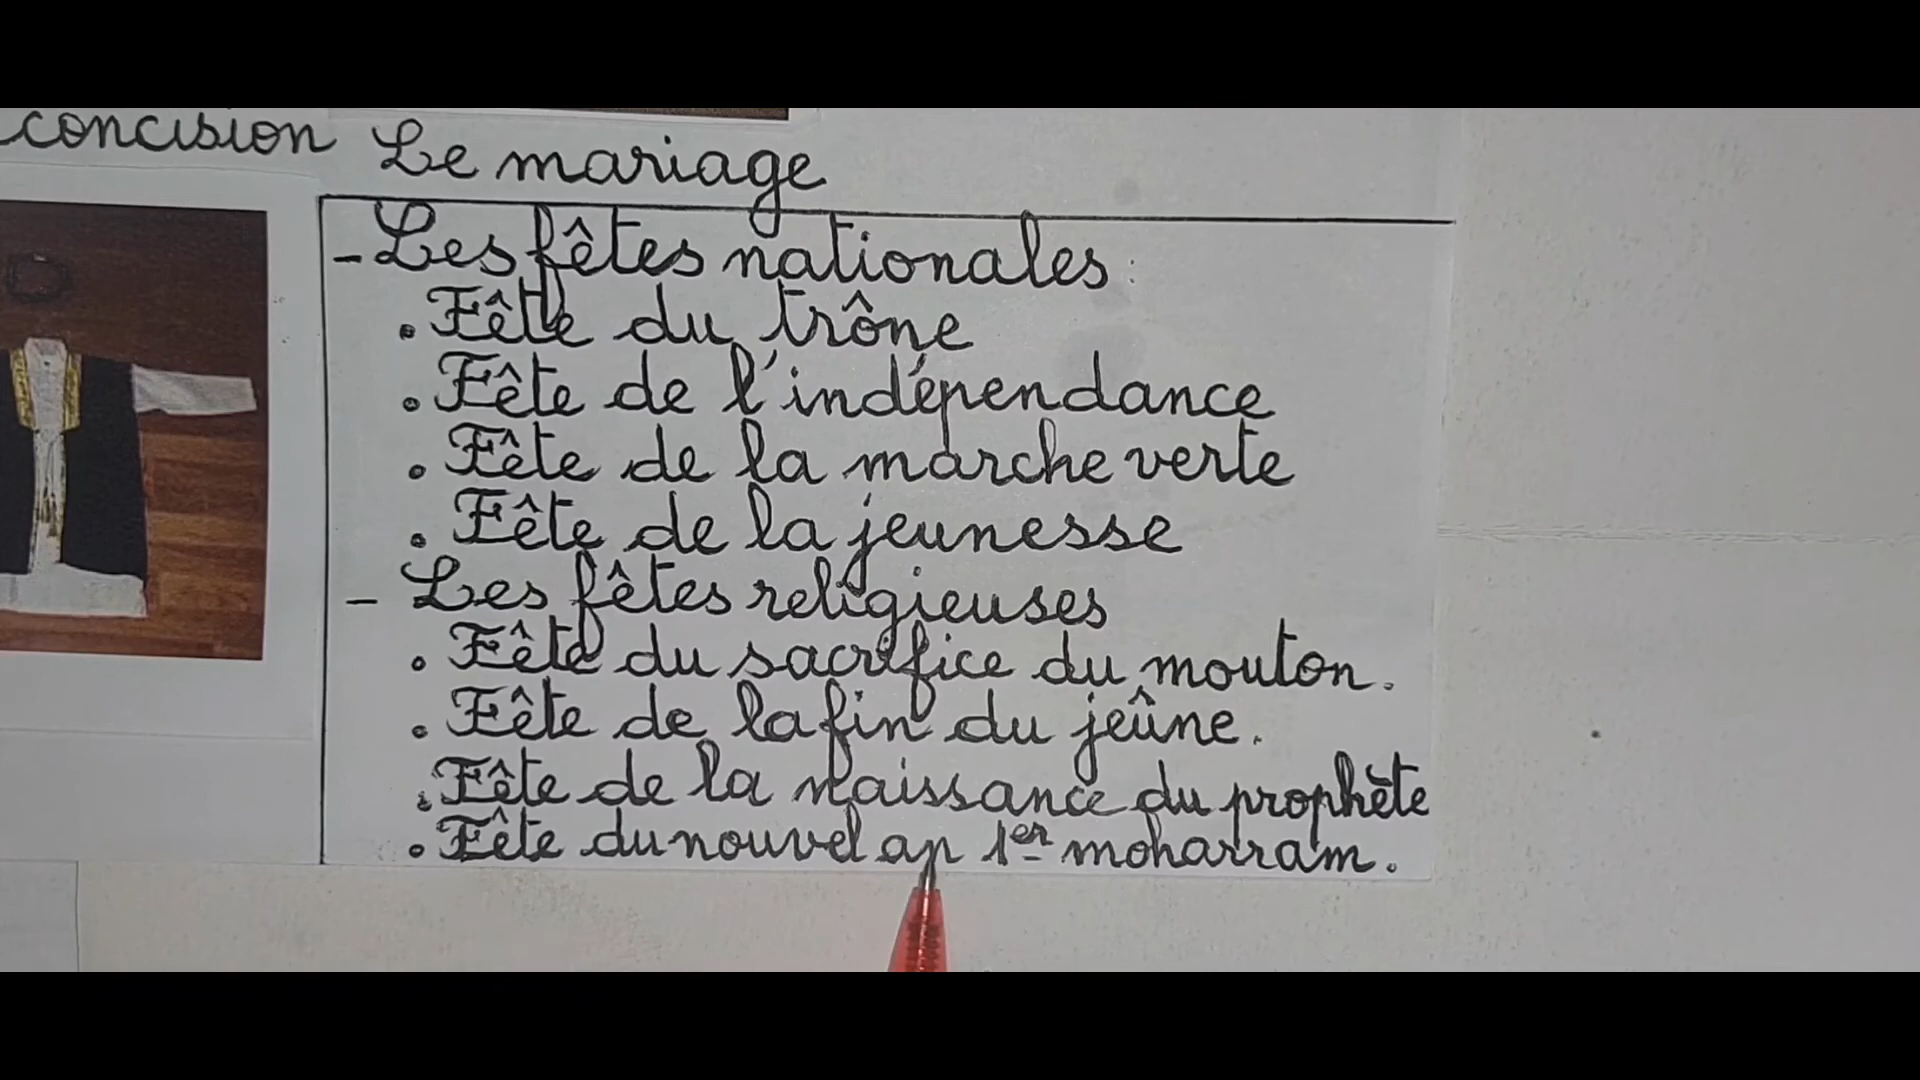 concision
Le mariage
- Les fêtes nationales :
. Fête du trône
. Fête de l'indépendance
. Fête de la marche verte
. Fête de la jeunesse
- Les fêtes religieuses
. Fête du sacrifice du mouton.
. Fête de la fin du jeûne.
. Fête de la naissance du prophète
. Fête du nouvel an 1er moharram.